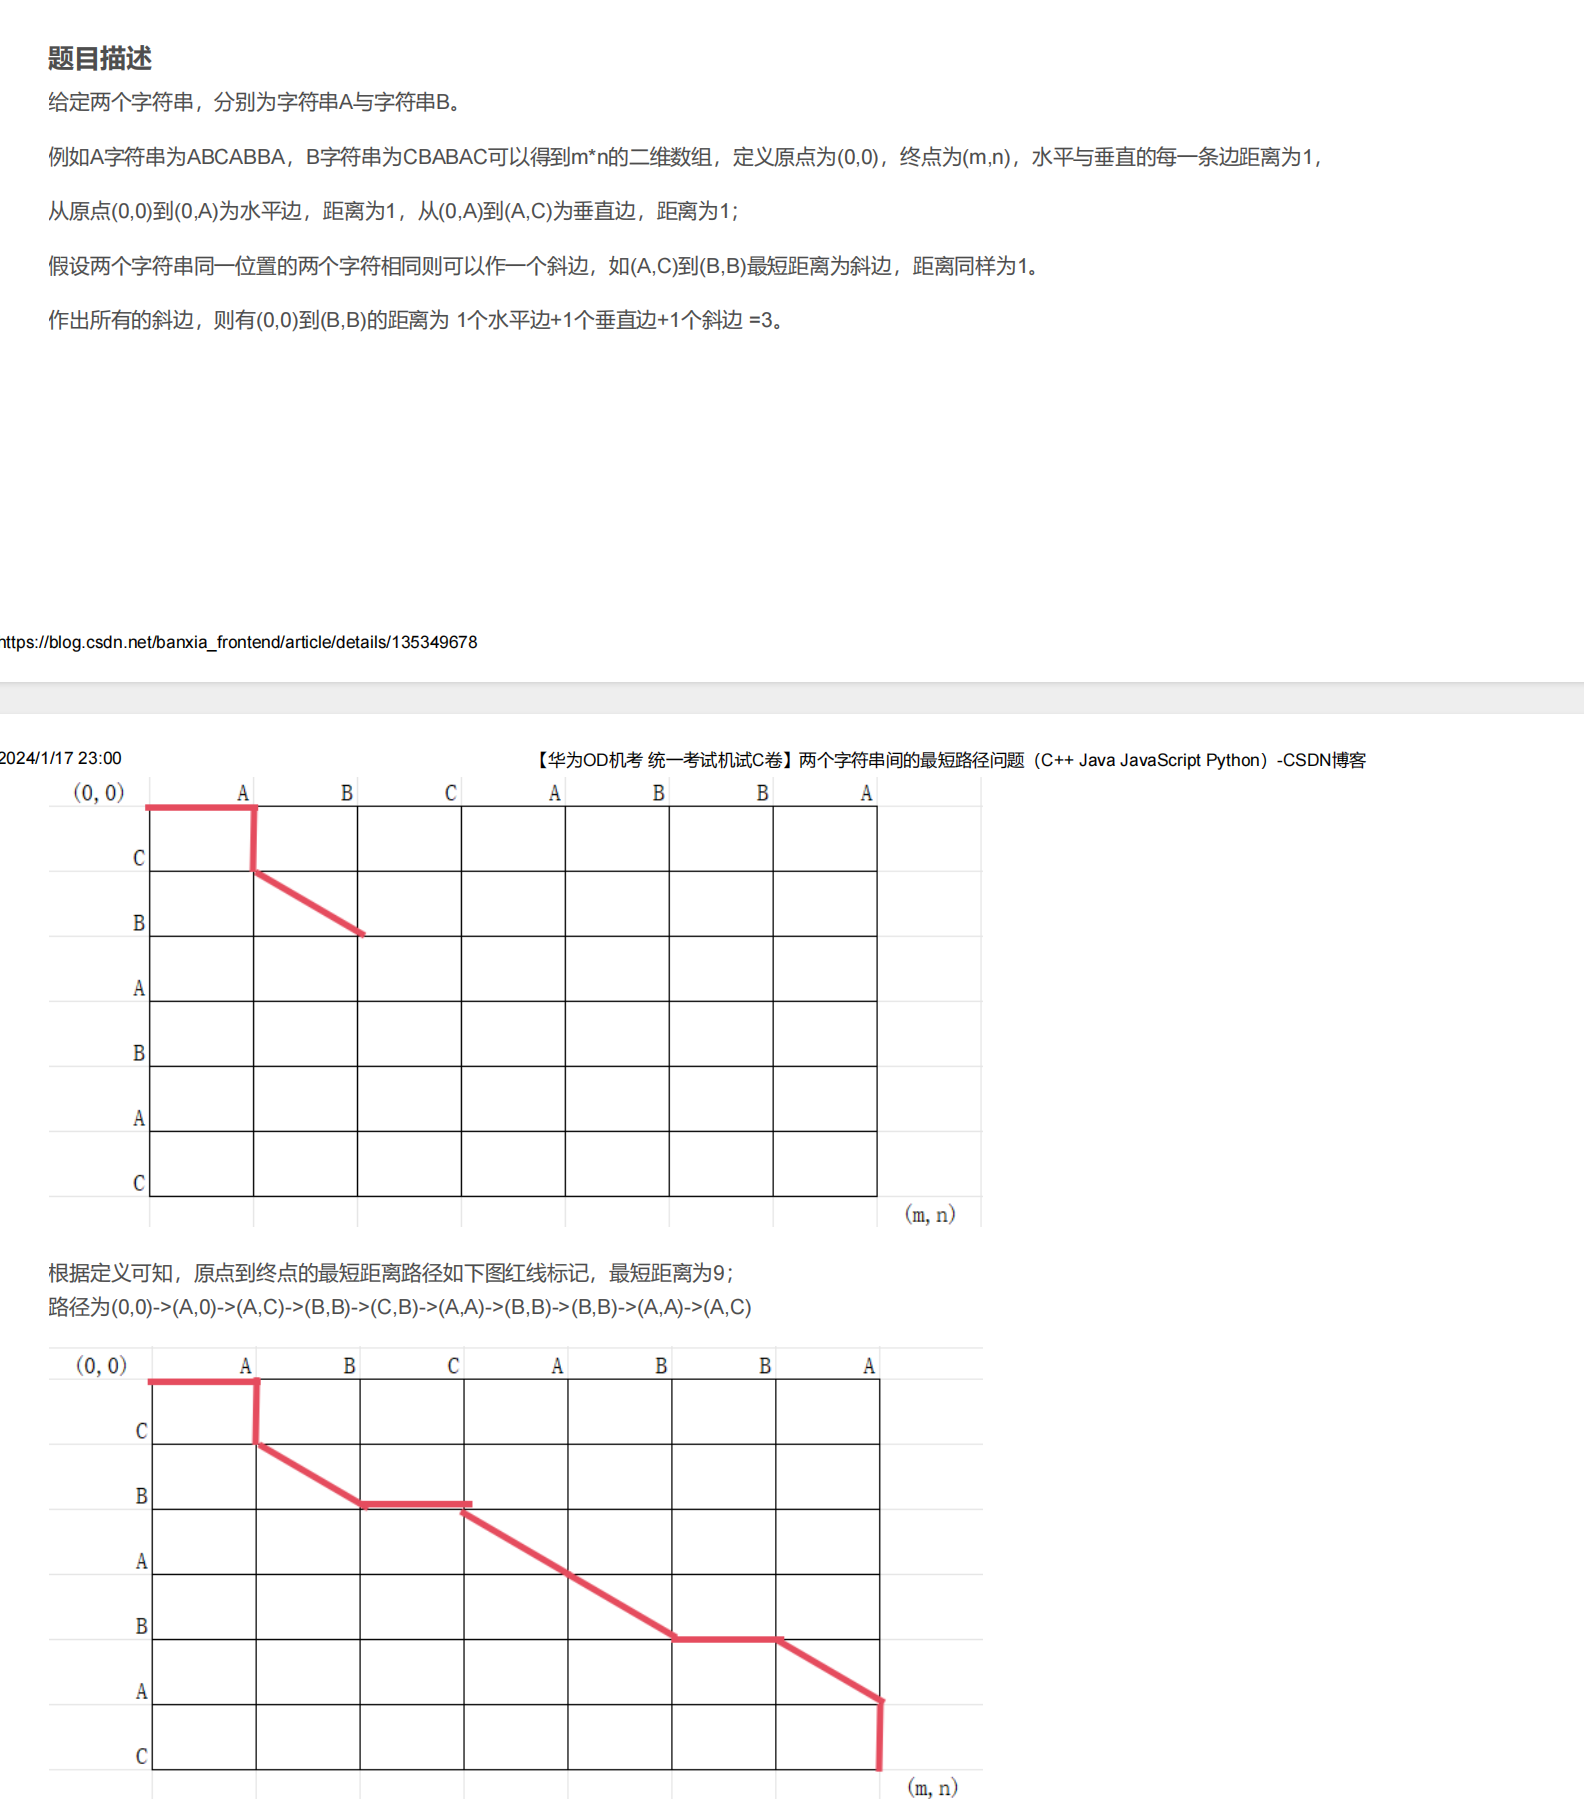 题目描述
给定两个字符串，分别为字符串A与字符串B。
例如A字符串为ABCABBA，B字符串为CBABAC可以得到m*n的二维数组，定义原点为(0,0)，终点为(m,n)，水平与垂直的每一条边距离为1，
从原点(0,0)到(0,A)为水平边，距离为1，从(0,A)到(A,C)为垂直边，距离为1；
假设两个字符串同一位置的两个字符相同则可以作一个斜边，如(A,C)到(B,B)最短距离为斜边，距离同样为1。
作出所有的斜边，则有(0,0)到(B,B)的距离为 1个水平边+1个垂直边+1个斜边 =3。
https://blog.csdn.net/banxia_frontend/article/details/135349678
2024/1/17 23:00 【华为OD机考 统一考试机试C卷】两个字符串间的最短路径问题（C++ Java JavaScript Python）-CSDN博客
(0,0) A B C A B B A
C
B
A
B
A
C
(m,n)
根据定义可知，原点到终点的最短距离路径如下图红线标记，最短距离为9；
路径为(0,0)->(A,0)->(A,C)->(B,B)->(C,B)->(A,A)->(B,B)->(B,B)->(A,A)->(A,C)
(0,0) A B C A B B A
C
B
A
B
A
C
(m,n)